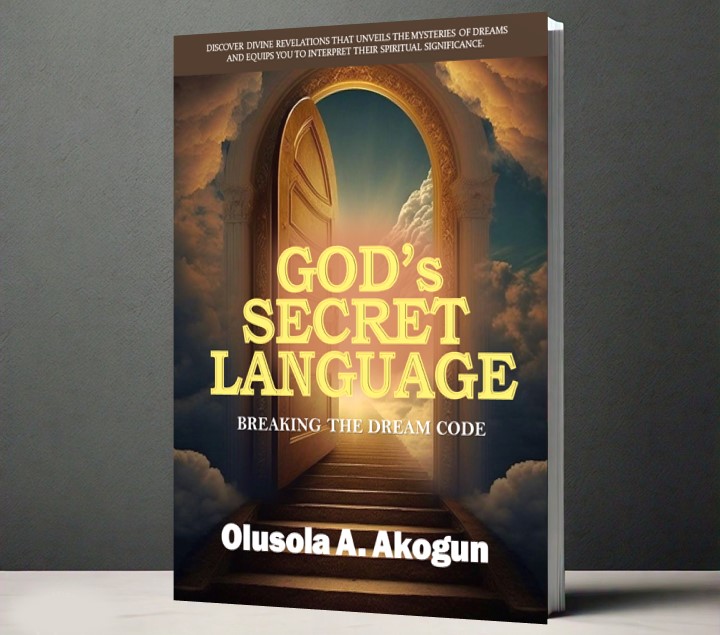 DISCOVER DIVINE REVELATIONS THAT UNVEILS THE MYSTERIES OF DREAMS
AND EQUIPS YOU TO INTERPRET THEIR SPIRITUAL SIGNIFICANCE.
GOD's
SECRET
LANGUAGE
BREAKING THE DREAM CODE
Olusola A. Akogun